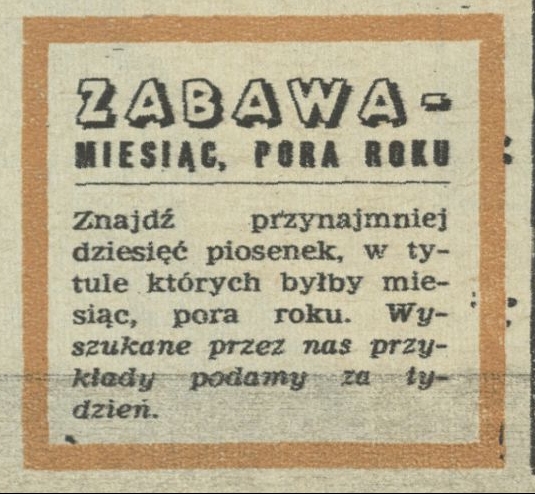 ZABAWA -
MIESIĄC, PORA ROKU
Znajdź przynajmniej
dziesięć piosenek, w ty-
tule których byłby mie-
siąc, pora roku. Wy-
szukane przez nas przy-
kłady podamy za ty-
dzień.